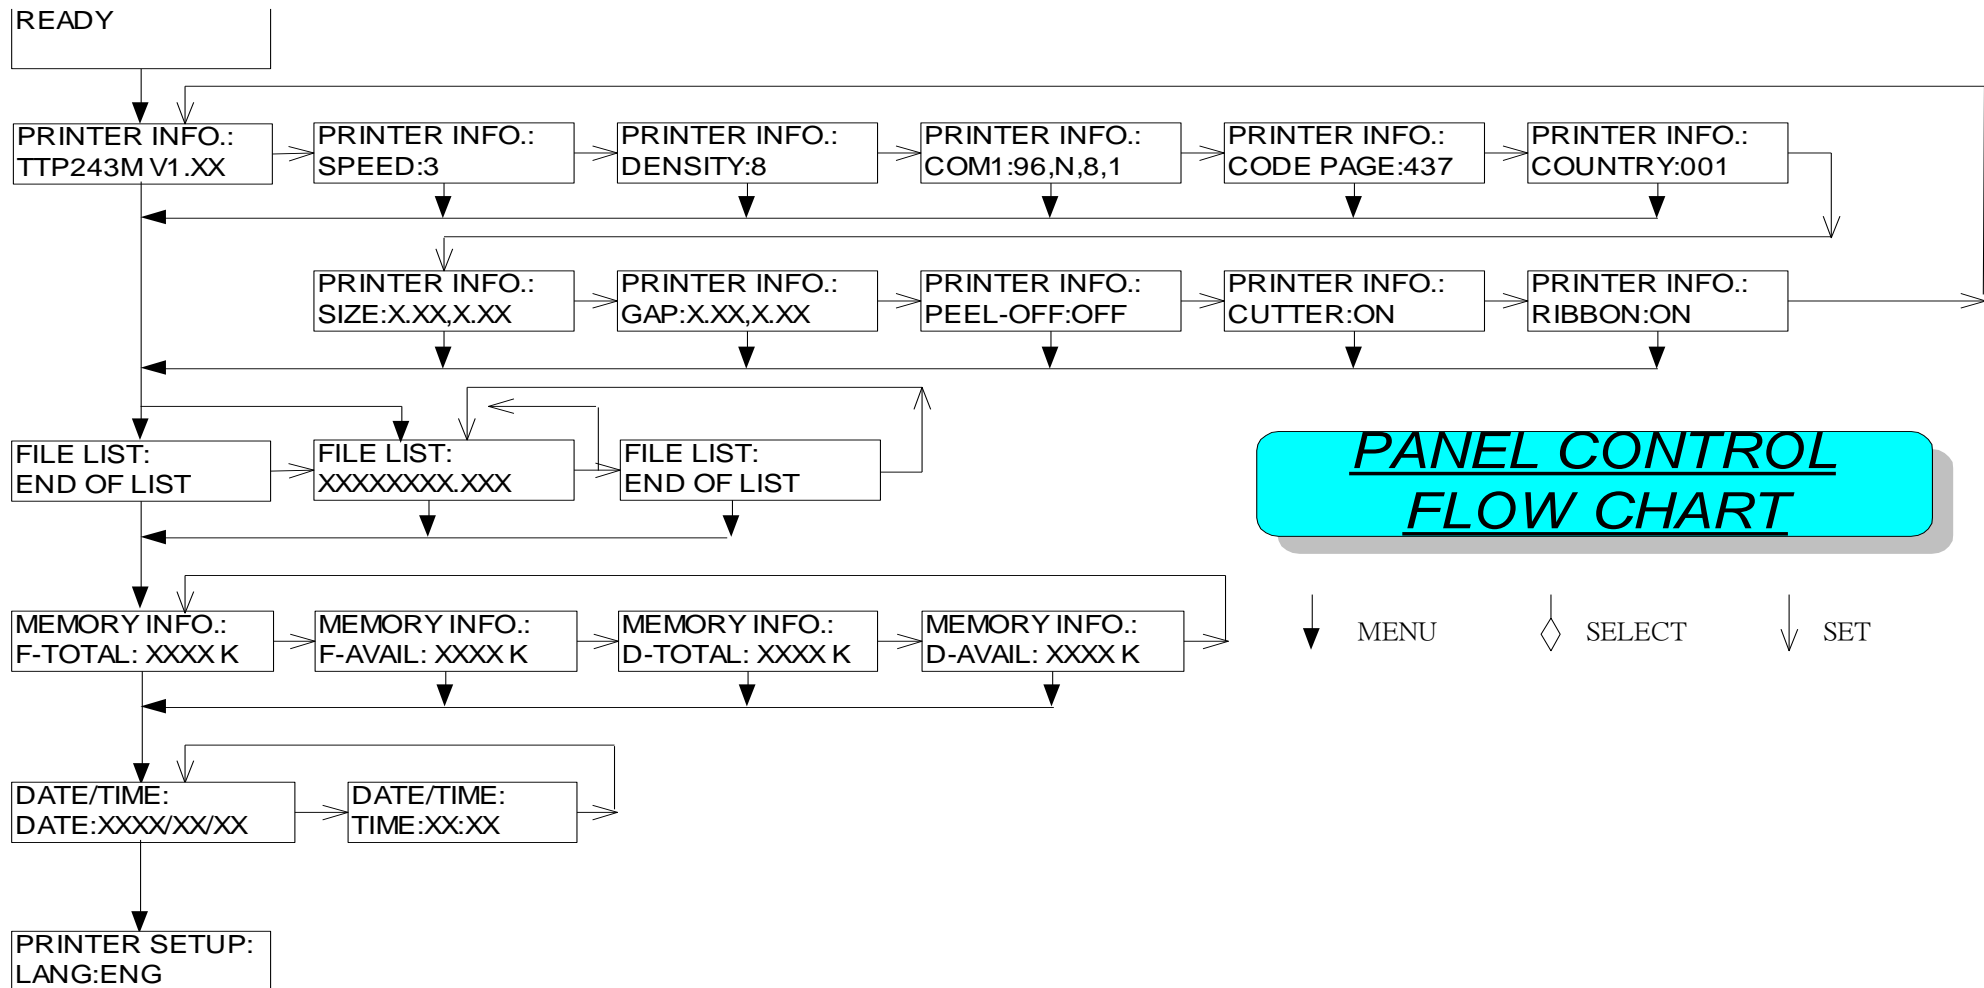 READY
PRINTER INFO.:
TTP243M V1.XX
PRINTER INFO.:
SPEED:3
PRINTER INFO.:
DENSITY:8
PRINTER INFO.:
COM1:96,N,8,1
PRINTER INFO.:
CODE PAGE:437
PRINTER INFO.:
COUNTRY:001
PRINTER INFO.:
SIZE:X.XX,X.XX
PRINTER INFO.:
GAP:X.XX,X.XX
PRINTER INFO.:
PEEL-OFF:OFF
PRINTER INFO.:
CUTTER:ON
PRINTER INFO.:
RIBBON:ON
FILE LIST:
END OF LIST
FILE LIST:
XXXXXXXX.XXX
FILE LIST:
END OF LIST
PANEL CONTROL
FLOW CHART
MEMORY INFO.:
F-TOTAL: XXXX K
MEMORY INFO.:
F-AVAIL: XXXX K
MEMORY INFO.:
D-TOTAL: XXXX K
MEMORY INFO.:
D-AVAIL: XXXX K
MENU
SELECT
SET
DATE/TIME:
DATE:XXXX/XX/XX
DATE/TIME:
TIME:XX:XX
PRINTER SETUP:
LANG:ENG